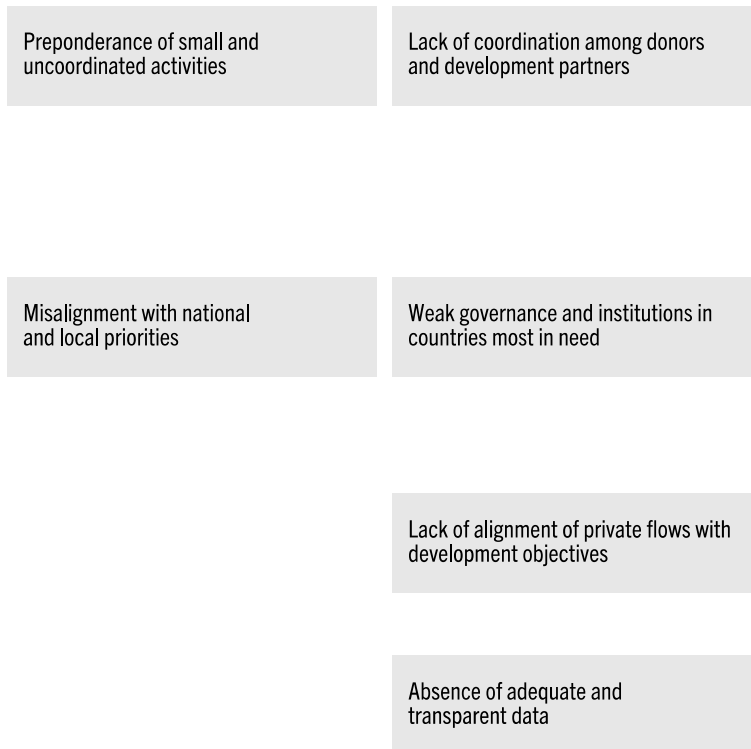 Preponderance of small and
uncoordinated activities
Lack of coordination among donors
and development partners
Misalignment with national
and local priorities
Weak governance and institutions in
countries most in need
Lack of alignment of private flows with
development objectives
Absence of adequate and
transparent data